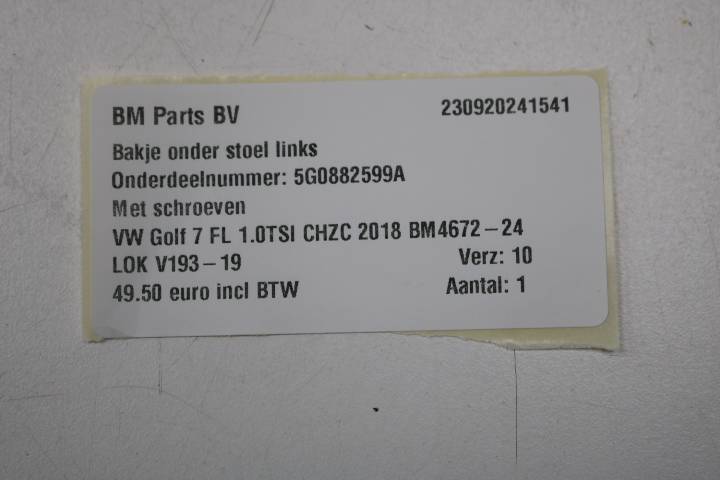 BM Parts BV 230920241541
Bakje onder stoel links
Onderdeelnummer: 5G0882599A
Met schroeven
VW Golf 7 FL 1.0TSI CHZC 2018 BM4672-24
LOK V193-19 Verz: 10
49.50 euro incl BTW Aantal: 1